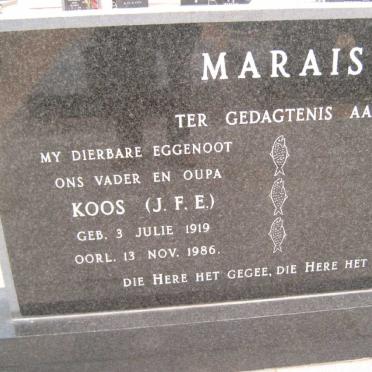 MARAIS
TER GEDAGTENIS AA
MY DIERBARE EGGENOOT
ONS VADER EN OUPA
KOOS (J. F. E.)
GEB. 3 JULIE 1919
OORL. 13 NOV. 1986.
DIE HERE HET GEGEE, DIE HERE HET